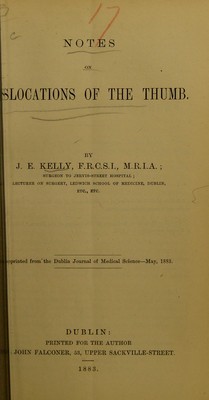 17
NOTES
ON
SLOCATIONS OF THE THUMB.
BY
J. E. KELLY, F.R.C.S.I., M.R.I.A.;
SURGEON TO JERVIS-STREET HOSPITAL;
LECTURER ON SURGERY, LEDWICH SCHOOL OF MEDICINE, DUBLIN,
ETC., ETC.
eprinted from the Dublin Journal of Medical Science—May, 1883.
DUBLIN:
PRINTED FOR THE AUTHOR
JOHN FALCONER, 53, UPPER SACKVILLE-STREET.
1883.